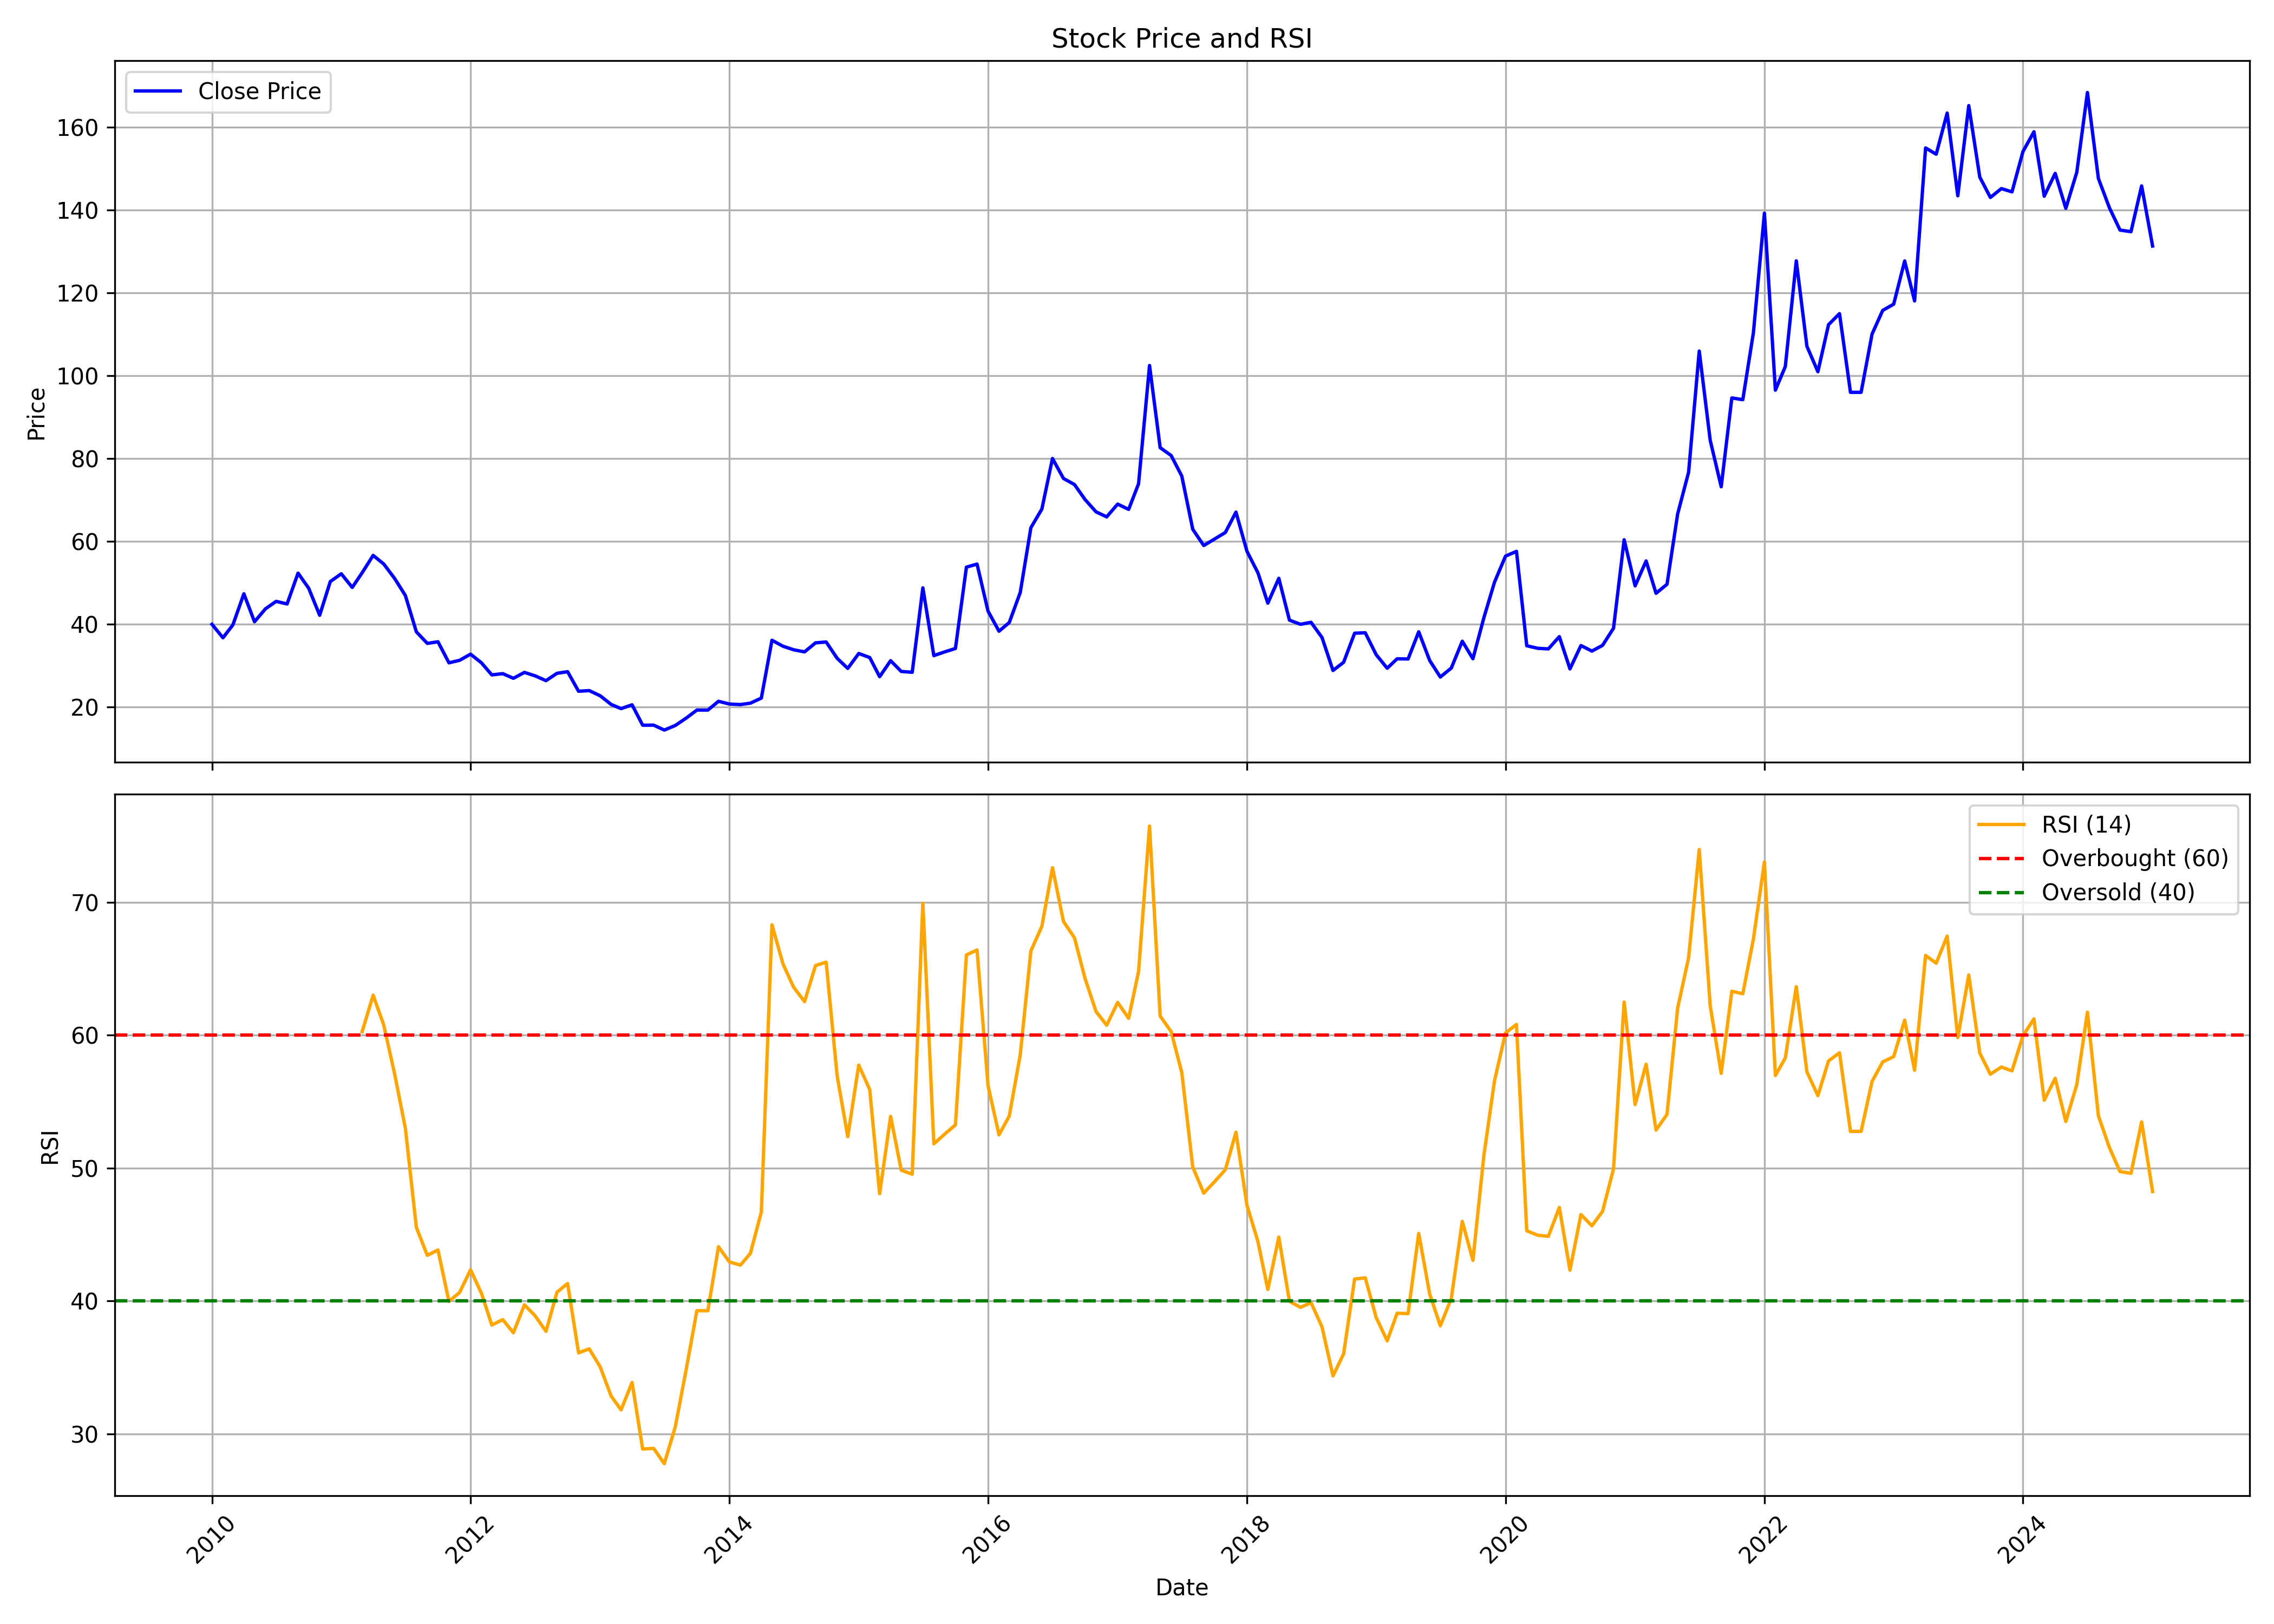 Stock Price and RSI
Close Price
160
140
120
100
80
60
40
20
Price
RSI (14)
Overbought (60)
Oversold (40)
70
60
50
40
30
RSI
2010
2012
2014
2016
2018
2020
2022
2024
Date